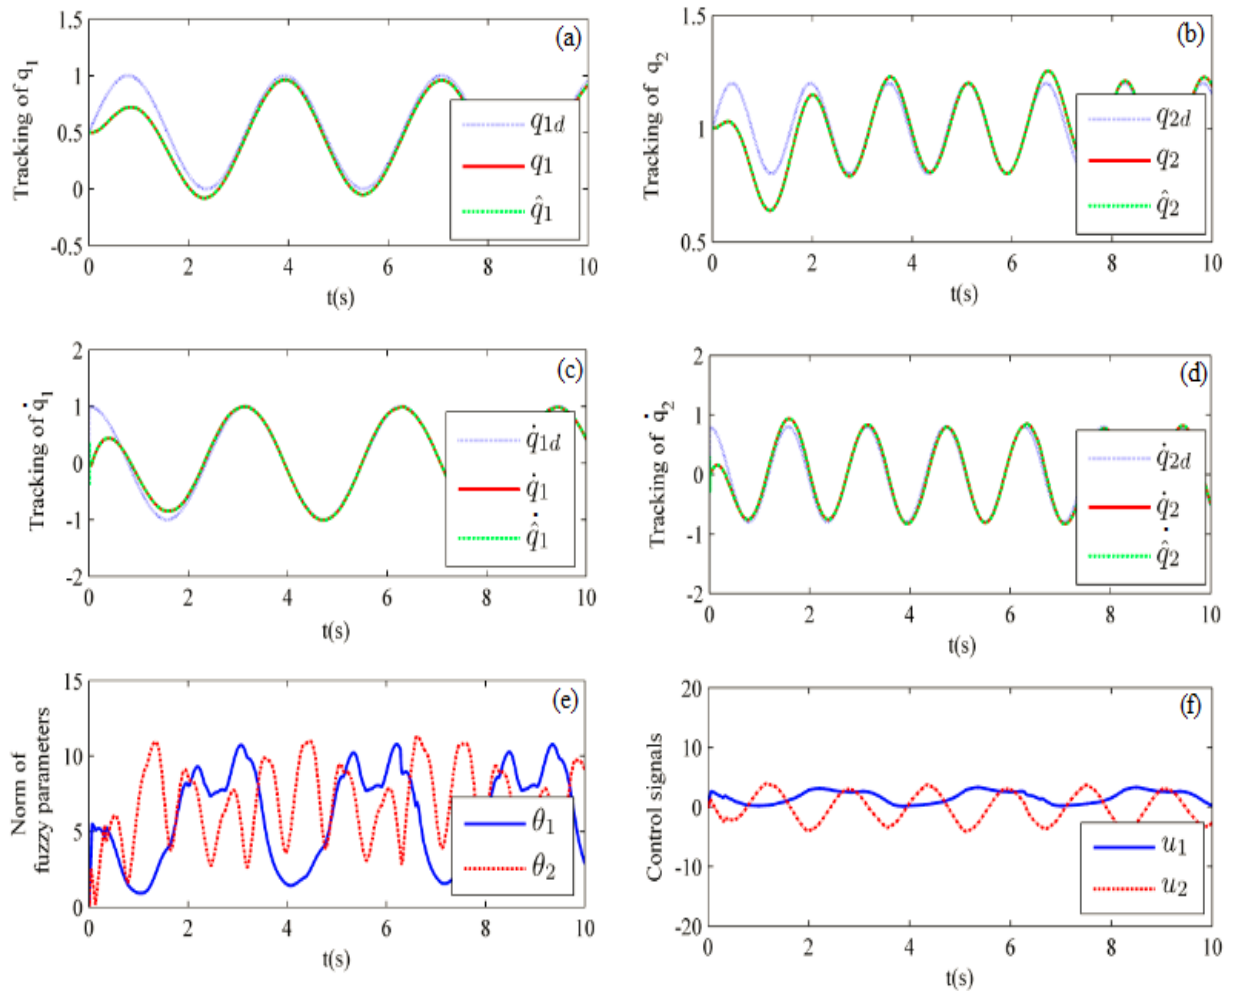 (a)
Tracking of q₁
1.5
1
0.5
0
-0.5
0 2 4 6 8 10
t(s)
q₁d
q₁
q̂₁
(b)
Tracking of q₂
1.5
1
0.5
0 2 4 6 8 10
t(s)
q₂d
q₂
q̂₂
(c)
Tracking of q̇₁
2
1
0
-1
-2
0 2 4 6 8 10
t(s)
q̇₁d
q̇₁
q̂̇₁
(d)
Tracking of q̇₂
2
1
0
-1
-2
0 2 4 6 8 10
t(s)
q̇₂d
q̇₂
q̂̇₂
(e)
Norm of
fuzzy parameters
15
10
5
0
0 2 4 6 8 10
t(s)
θ₁
θ₂
(f)
Control signals
20
10
0
-10
-20
0 2 4 6 8 10
t(s)
u₁
u₂